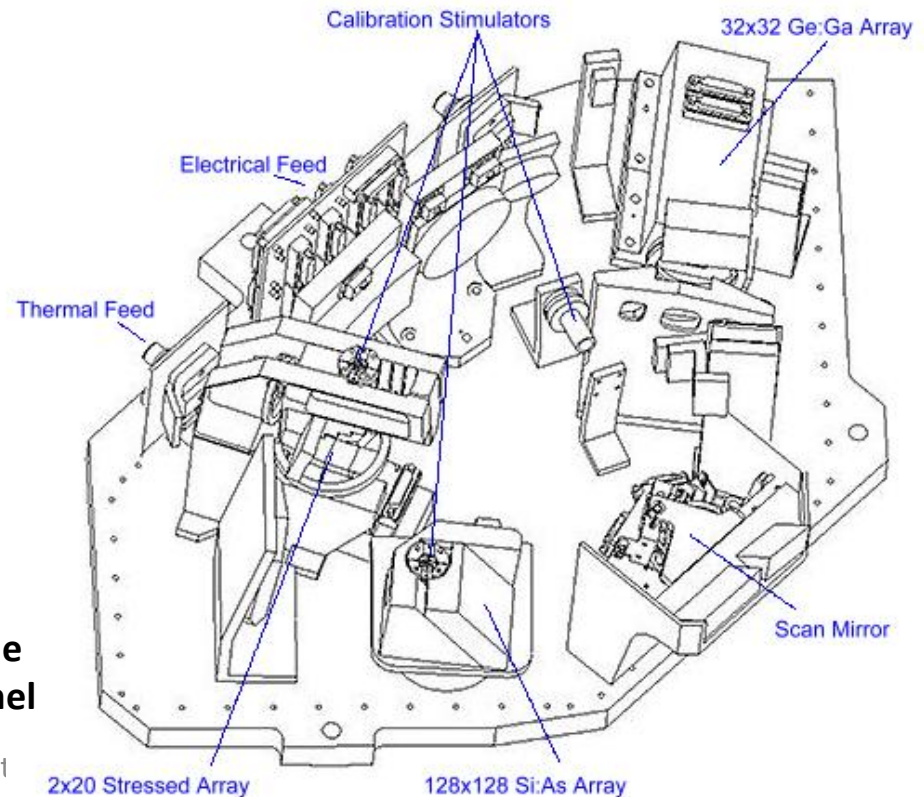 Calibration Stimulators
32x32 Ge:Ga Array
Electrical Feed
Thermal Feed
Scan Mirror
2x20 Stressed Array
128x128 Si:As Array